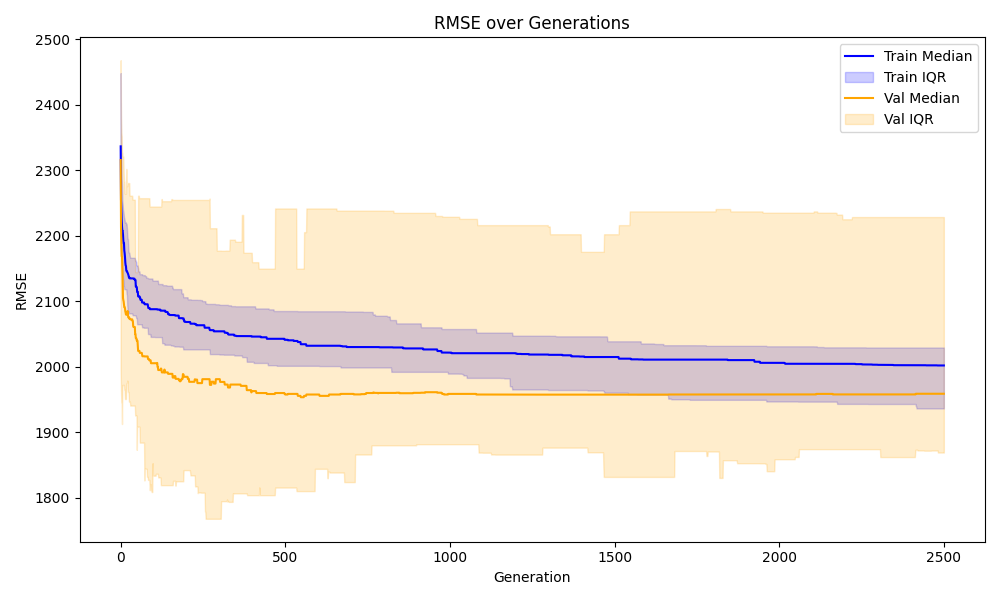 RMSE over Generations
RMSE
2500
2400
2300
2200
2100
2000
1900
1800
0
500
1000
1500
2000
2500
Generation
Train Median
Train IQR
Val Median
Val IQR